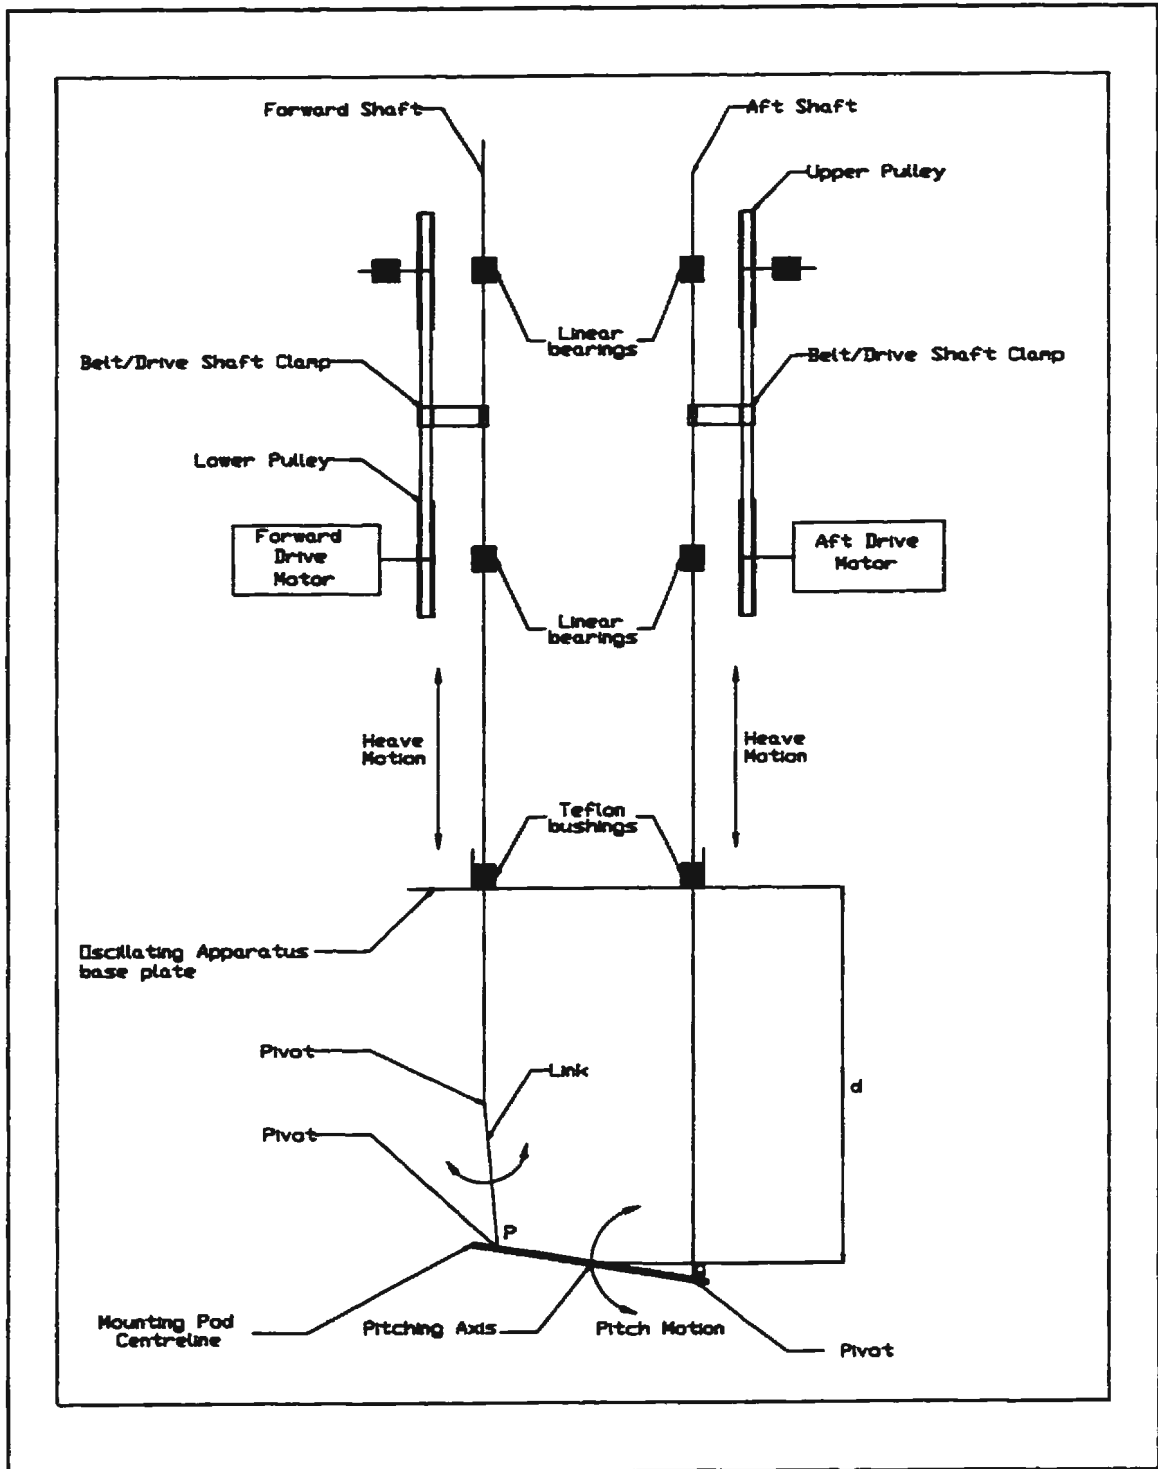 Forward Shaft
Aft Shaft
Upper Pulley
Linear
bearings
Belt/Drive Shaft Clamp
Belt/Drive Shaft Clamp
Lower Pulley
Forward
Drive
Motor
Aft Drive
Motor
Linear
bearings
Heave
Motion
Heave
Motion
Teflon
bushings
Oscillating Apparatus
base plate
Pivot
Link
d
Pivot
P
Mounting Pod
Centreline
Pitching Axis
Pitch Motion
Pivot